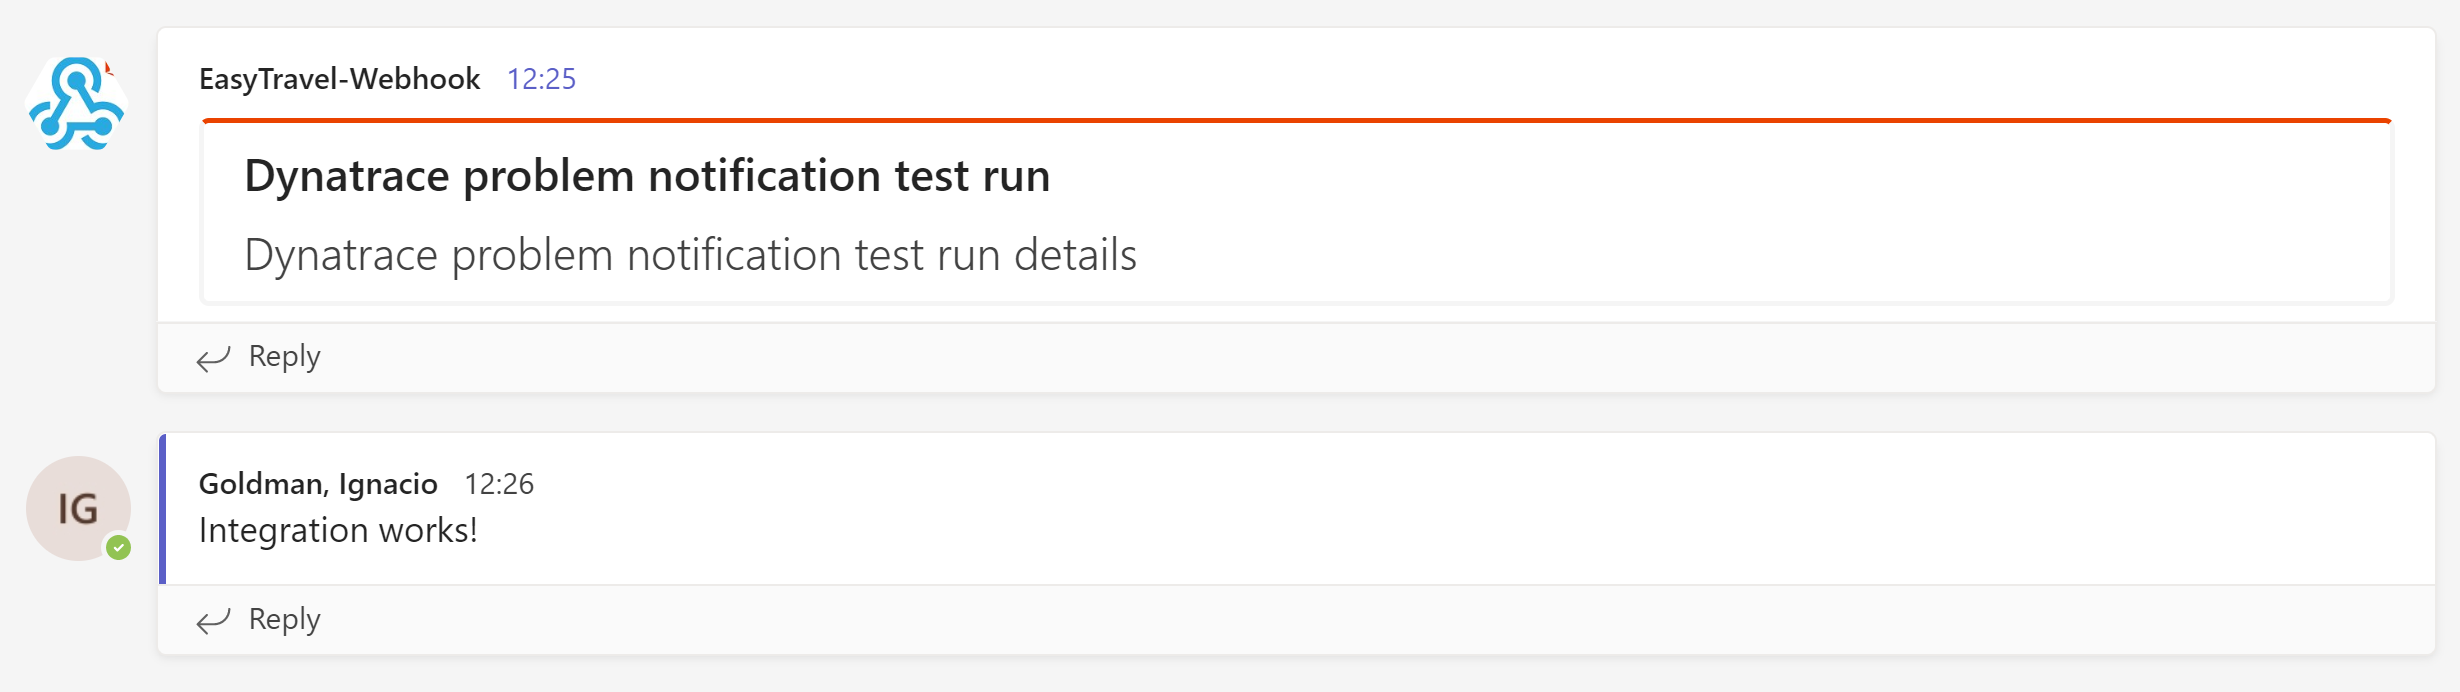 EasyTravel-Webhook 12:25
Dynatrace problem notification test run
Dynatrace problem notification test run details
Reply
IG
Goldman, Ignacio 12:26
Integration works!
Reply